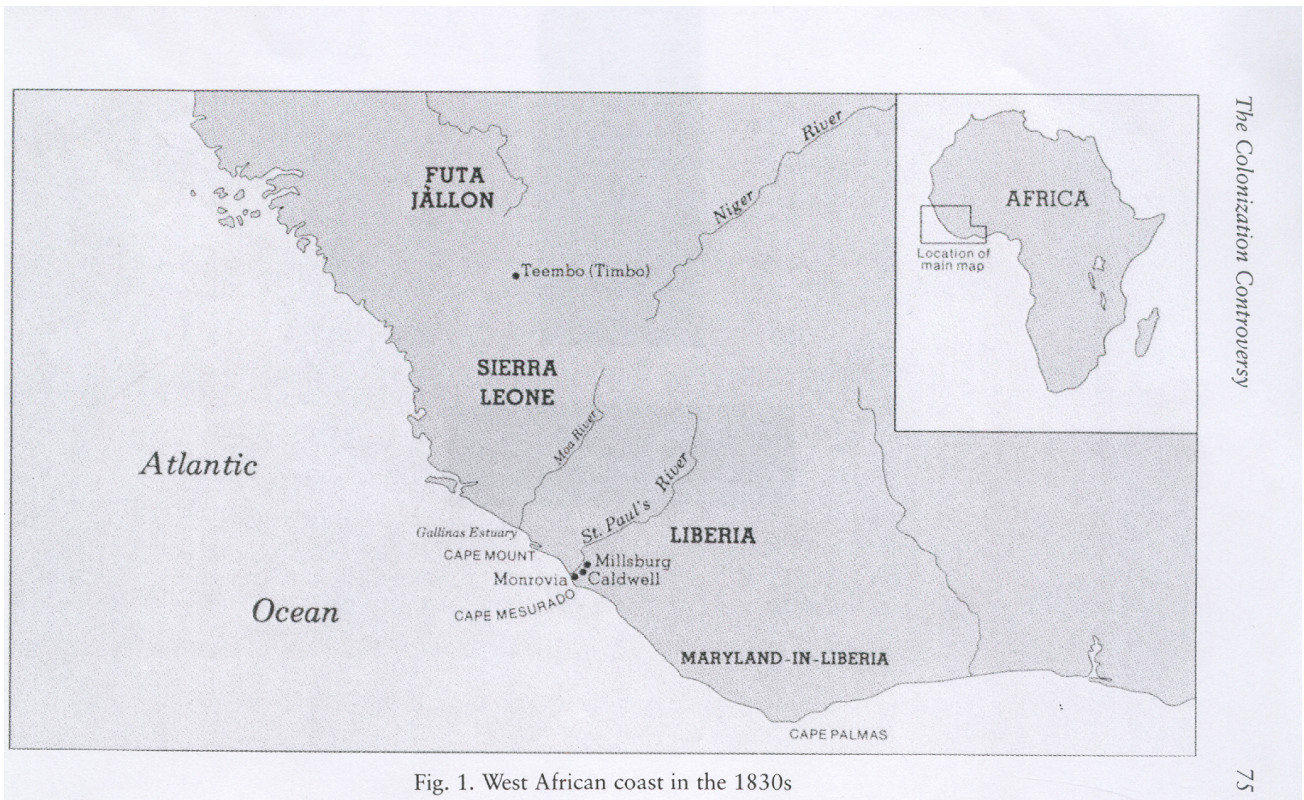 The Colonization Controversy
FUTA
JALLON
Niger River
AFRICA
Location of
main map
Teembo (Timbo)
SIERRA
LEONE
Moa River
Atlantic
St. Paul's River
Gallinas Estuary
LIBERIA
CAPE MOUNT
Millsburg
Monrovia
Caldwell
CAPE MESURADO
Ocean
MARYLAND-IN-LIBERIA
CAPE PALMAS
Fig. 1. West African coast in the 1830s
75